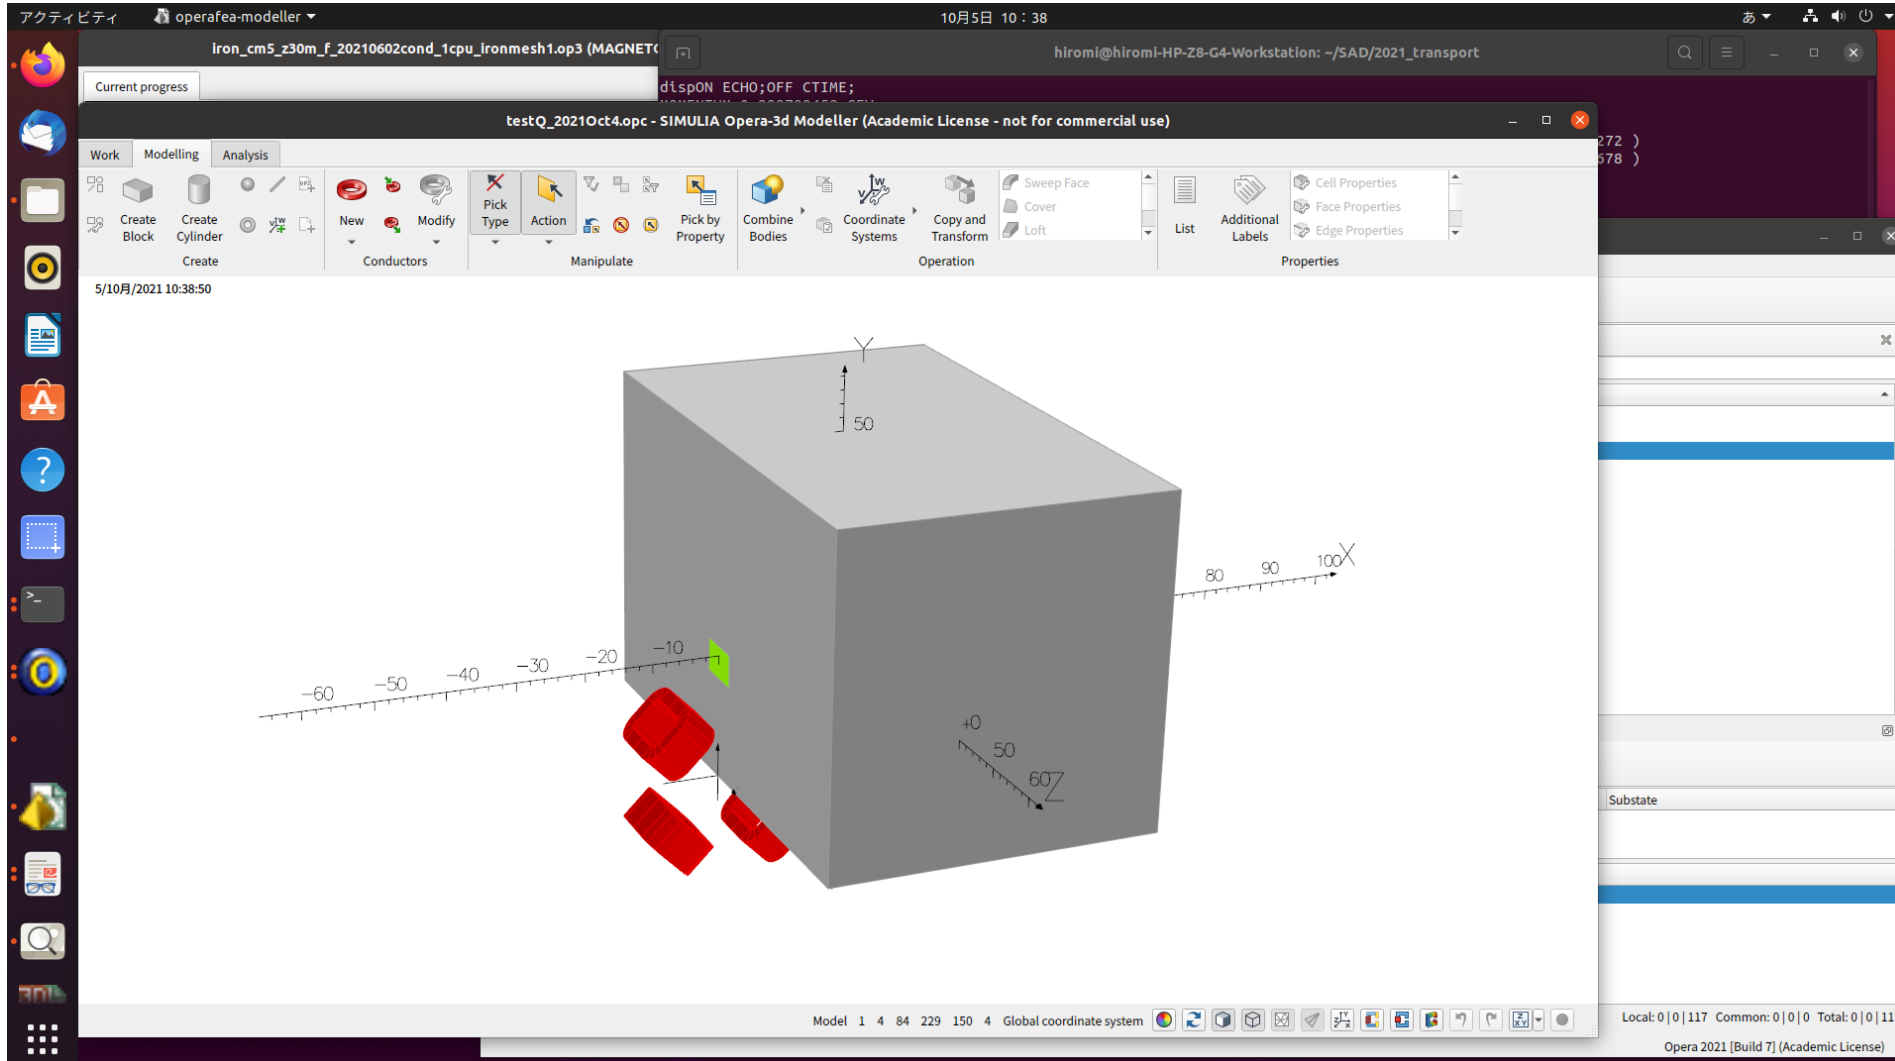 アクティビティ operafea-modeller 10月5日 10：38 あ
iron_cm5_z30m_f_20210602cond_1cpu_ironmesh1.op3 (MAGNET
hiromi@hiromi-HP-Z8-G4-Workstation: ~/SAD/2021_transport
Current progress
dispON ECHO;OFF CTIME;
272 )
678 )
testQ_2021Oct4.opc - SIMULIA Opera-3d Modeller (Academic License - not for commercial use)
Work Modelling Analysis
Create Block
Create Cylinder
Create
New
Modify
Conductors
Pick Type
Action
Pick by Property
Manipulate
Combine Bodies
Coordinate Systems
Copy and Transform
Sweep Face
Cover
Loft
Operation
List
Additional Labels
Cell Properties
Face Properties
Edge Properties
Properties
5/10月/2021 10:38:50
Y
50
80 90 100 X
-60 -50 -40 -30 -20 -10
+0
50
60 Z
Substate
Model 1 4 84 229 150 4 Global coordinate system
Local: 0 | 0 | 117 Common: 0 | 0 | 0 Total: 0 | 0 | 11
Opera 2021 [Build 7] (Academic License)